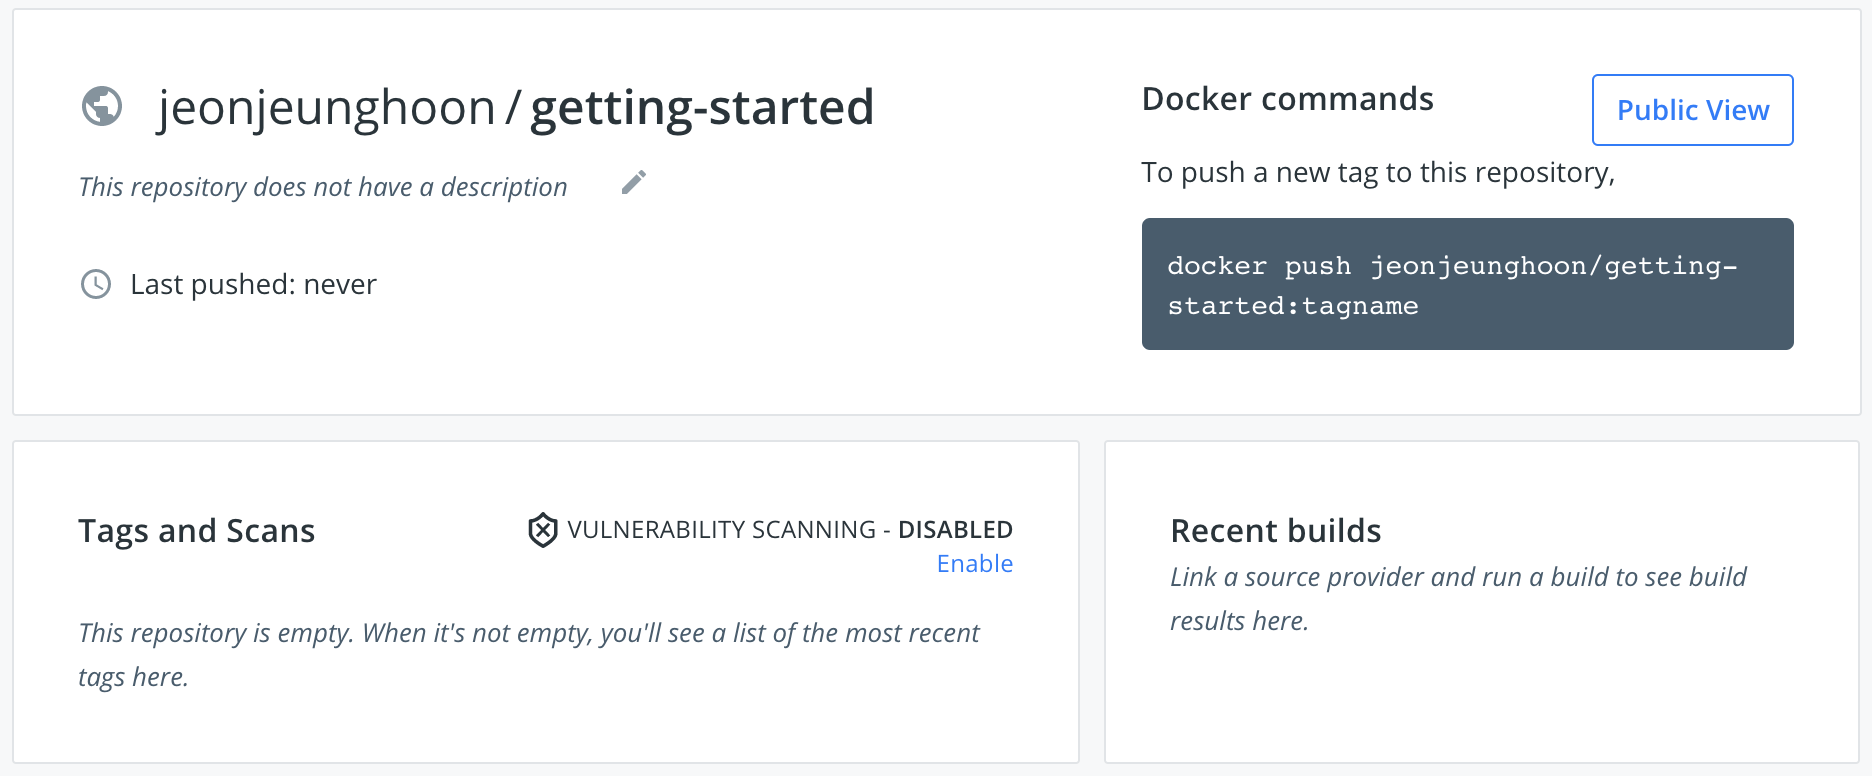 jeonjeunghoon / getting-started
This repository does not have a description
Last pushed: never
Docker commands
Public View
To push a new tag to this repository,
docker push jeonjeunghoon/getting-
started:tagname
Tags and Scans
VULNERABILITY SCANNING - DISABLED
Enable
This repository is empty. When it's not empty, you'll see a list of the most recent
tags here.
Recent builds
Link a source provider and run a build to see build
results here.